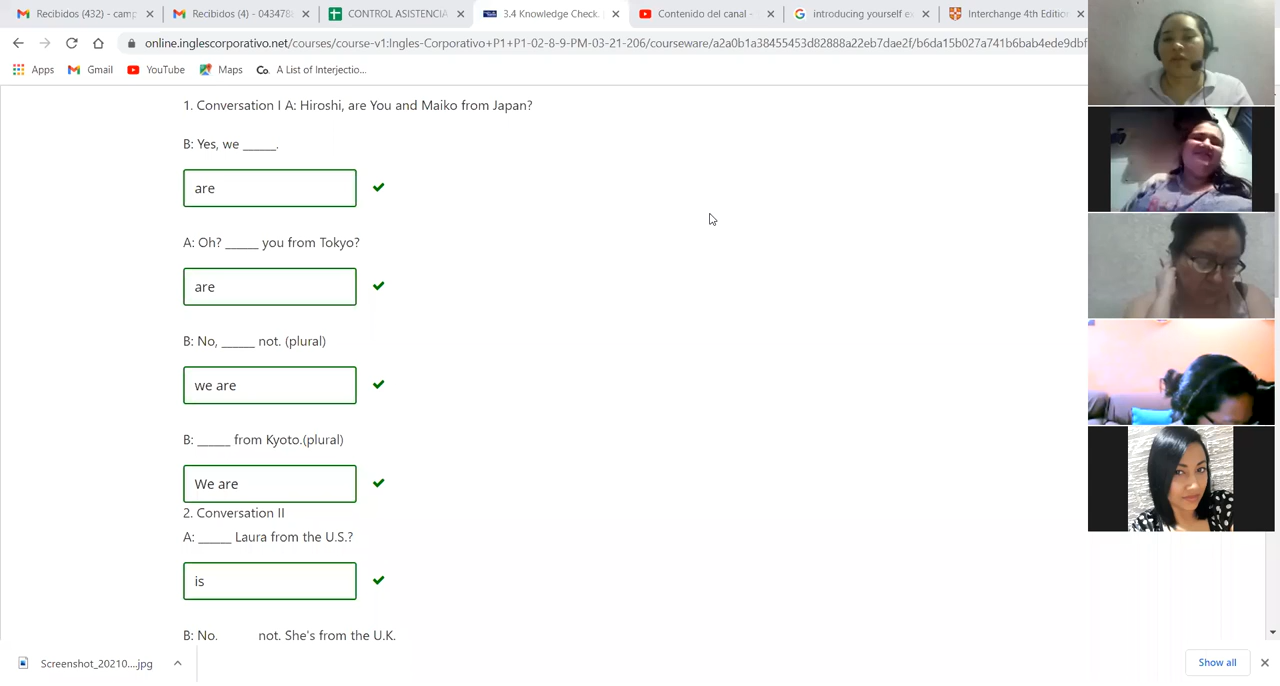 Recibidos (432) - camp
Recibidos (4) - 043478
CONTROL ASISTENCIA
3.4 Knowledge Check.
Contenido del canal -
introducing yourself e
Interchange 4th Edition
online.inglescorporativo.net/courses/course-v1:Ingles-Corporativo+P1+P1-02-8-9-PM-03-21-206/courseware/a2a0b1a38455453d82888a22eb7dae2f/b6da15b027a741b6bab4ede9dbf
Apps
Gmail
YouTube
Maps
Co. A List of Interjectio...
1. Conversation I A: Hiroshi, are You and Maiko from Japan?
B: Yes, we ______.
are
A: Oh? _____ you from Tokyo?
are
B: No, _____ not. (plural)
we are
B: _____ from Kyoto.(plural)
We are
2. Conversation II
A: _____ Laura from the U.S.?
is
B: No. not. She's from the U.K.
Screenshot_20210....jpg
Show all